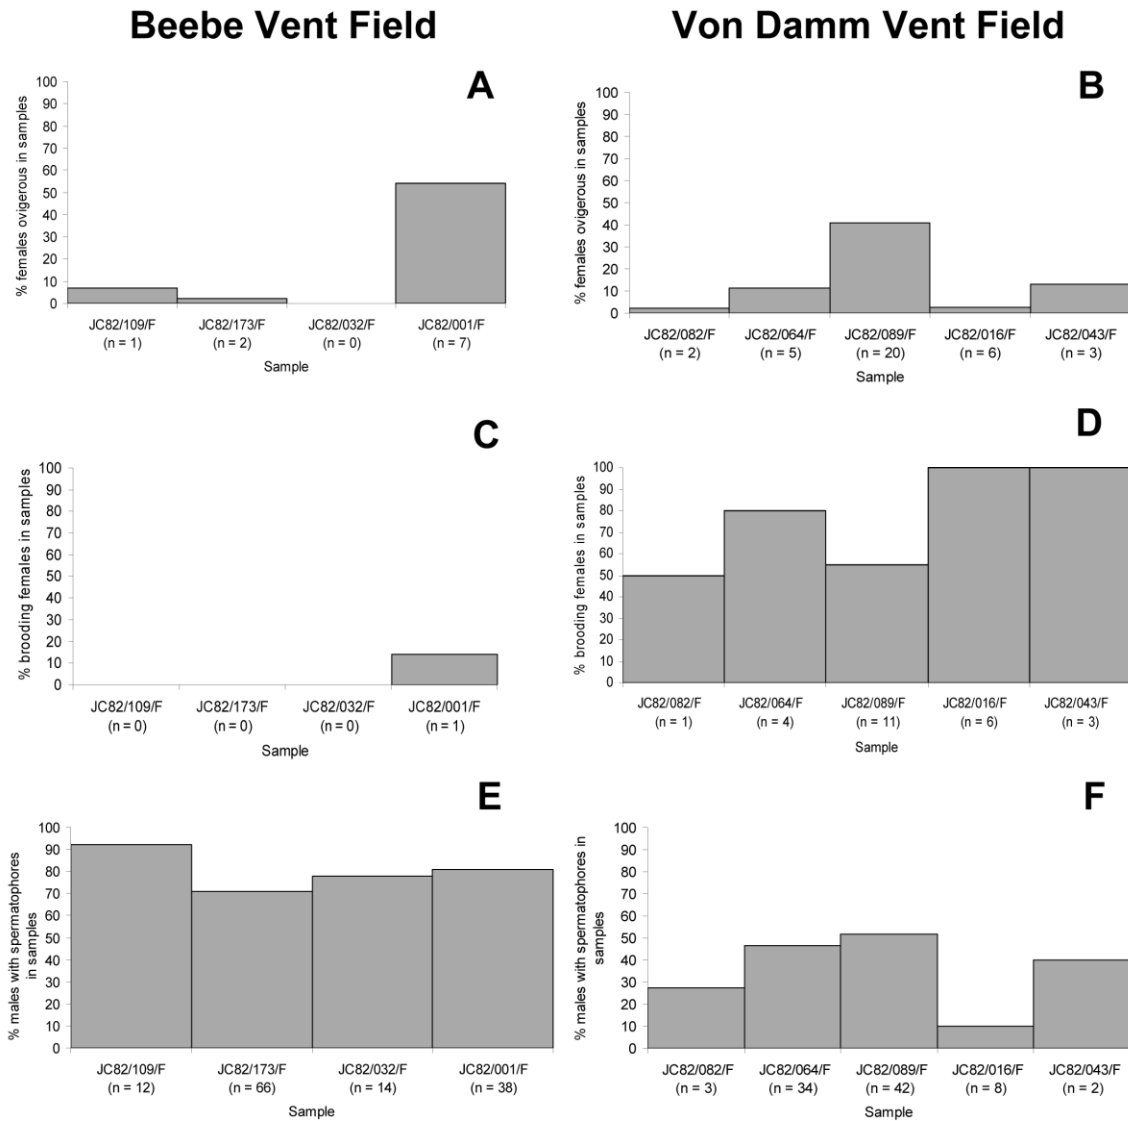 Beebe Vent Field
Von Damm Vent Field
A
% females ovigerous in samples
100
90
80
70
60
50
40
30
20
10
0
JC82/109/F JC82/173/F JC82/032/F JC82/001/F
(n = 1) (n = 2) (n = 0) (n = 7)
Sample
B
% females ovigerous in samples
100
90
80
70
60
50
40
30
20
10
0
JC82/082/F JC82/064/F JC82/089/F JC82/016/F JC82/043/F
(n = 2) (n = 5) (n = 20) (n = 6) (n = 3)
Sample
C
% brooding females in samples
100
90
80
70
60
50
40
30
20
10
0
JC82/109/F JC82/173/F JC82/032/F JC82/001/F
(n = 0) (n = 0) (n = 0) (n = 1)
Sample
D
% brooding females in samples
100
90
80
70
60
50
40
30
20
10
0
JC82/082/F JC82/064/F JC82/089/F JC82/016/F JC82/043/F
(n = 1) (n = 4) (n = 11) (n = 6) (n = 3)
Sample
E
% males with spermatophores
in samples
100
90
80
70
60
50
40
30
20
10
0
JC82/109/F JC82/173/F JC82/032/F JC82/001/F
(n = 12) (n = 66) (n = 14) (n = 38)
Sample
F
% males with spermatophores in
samples
100
90
80
70
60
50
40
30
20
10
0
JC82/082/F JC82/064/F JC82/089/F JC82/016/F JC82/043/F
(n = 3) (n = 34) (n = 42) (n = 8) (n = 2)
Sample